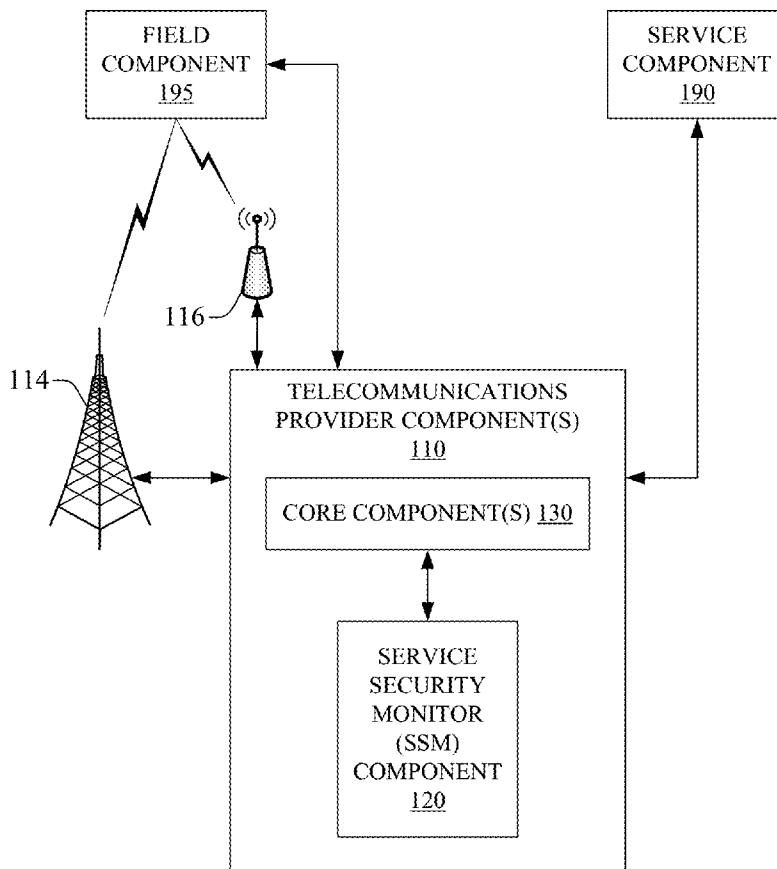 FIELD
COMPONENT
195
SERVICE
COMPONENT
190
116
114
TELECOMMUNICATIONS
PROVIDER COMPONENT(S)
110
CORE COMPONENT(S) 130
SERVICE
SECURITY
MONITOR
(SSM)
COMPONENT
120